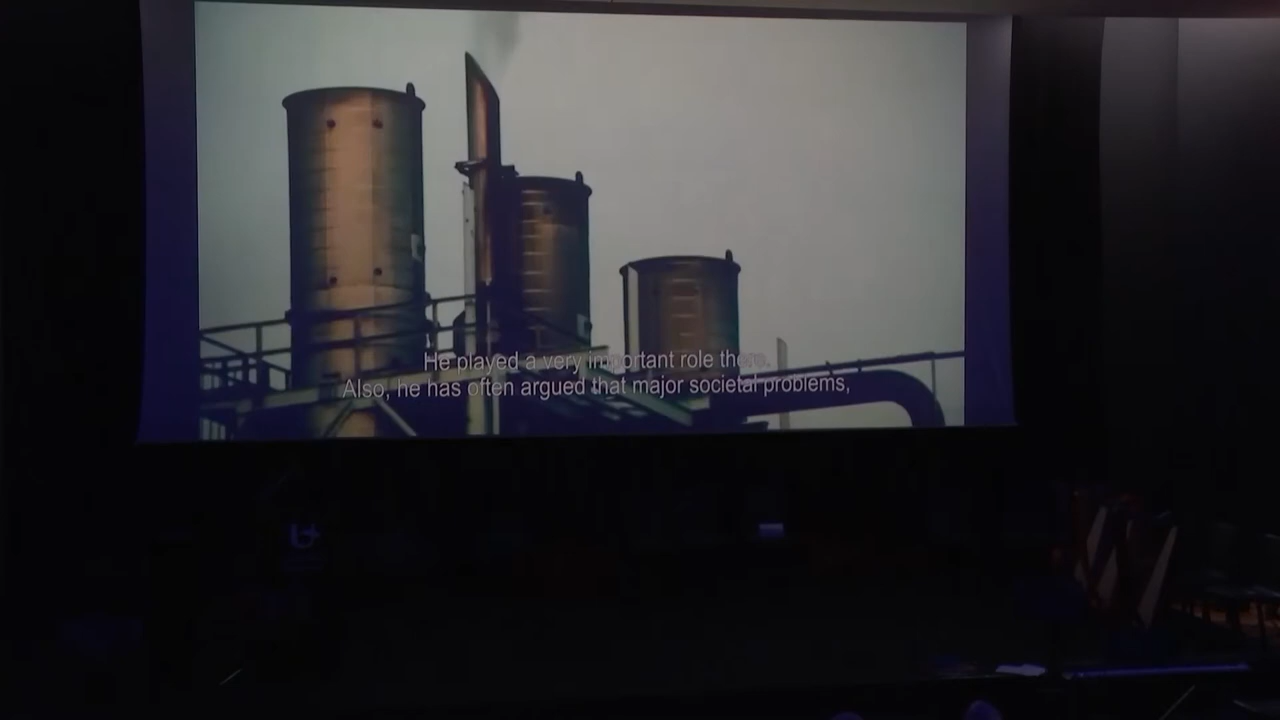 He played a very important role there.
Also, he has often argued that major societal problems,